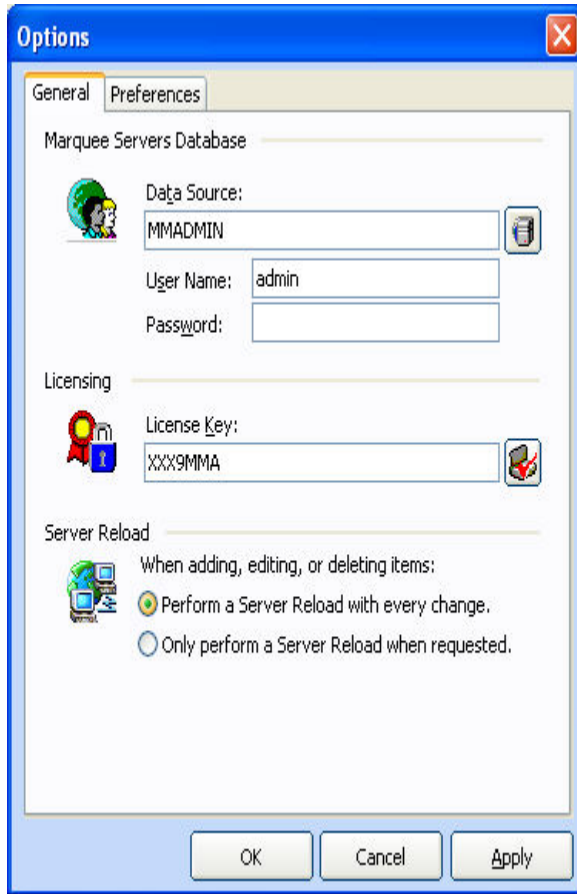 Options
General
Preferences
Marquee Servers Database
Data Source:
MMADMIN
User Name:
admin
Password:
Licensing
License Key:
XXX9MMA
Server Reload
When adding, editing, or deleting items:
Perform a Server Reload with every change.
Only perform a Server Reload when requested.
OK
Cancel
Apply